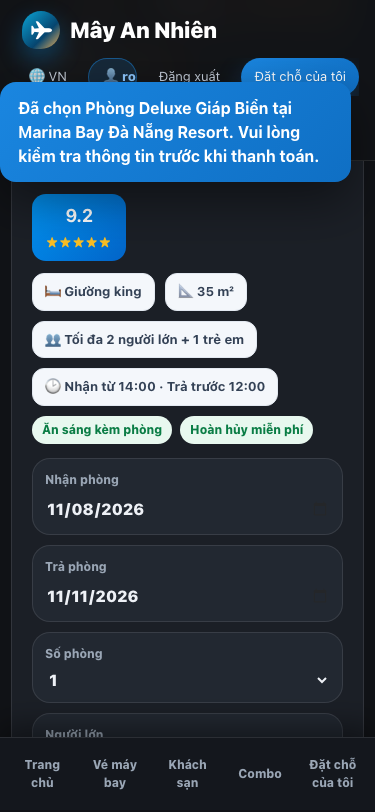 Mây An Nhiên
VN
ro
Đăng xuất
Đặt chỗ của tôi
Đã chọn Phòng Deluxe Giáp Biển tại
Marina Bay Đà Nẵng Resort. Vui lòng
kiểm tra thông tin trước khi thanh toán.
9.2
Giường king
35 m²
Tối đa 2 người lớn + 1 trẻ em
Nhận từ 14:00 · Trả trước 12:00
Ăn sáng kèm phòng
Hoàn hủy miễn phí
Nhận phòng
11/08/2026
Trả phòng
11/11/2026
Số phòng
1
Người lớn
Trang
chủ
Vé máy
bay
Khách
sạn
Combo
Đặt chỗ
của tôi